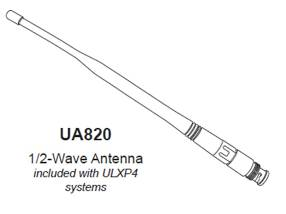 UA820
1/2-Wave Antenna
included with ULXP4
systems